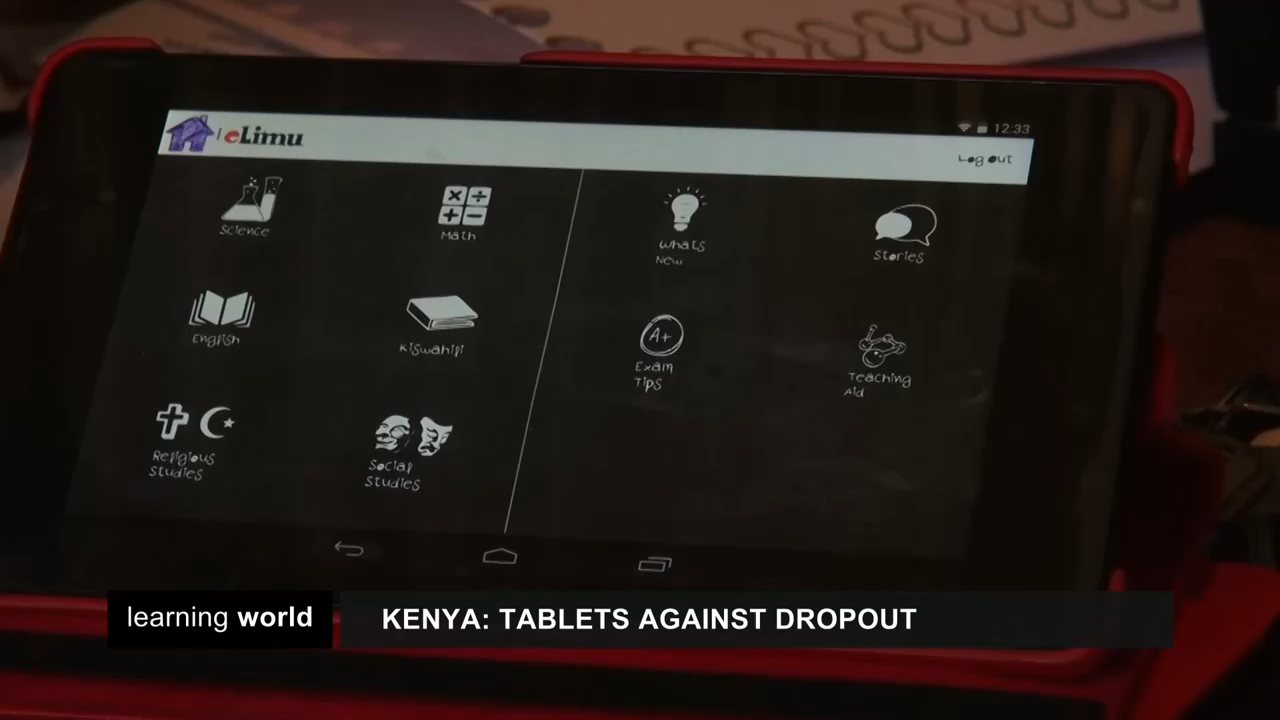 eLimu
12.33
Log out
Science
Math
Whats
New
Stories
English
Kiswahili
A+
Exam
Tips
Teaching
Aid
Religious
Studies
Social
Studies
learning world
KENYA: TABLETS AGAINST DROPOUT